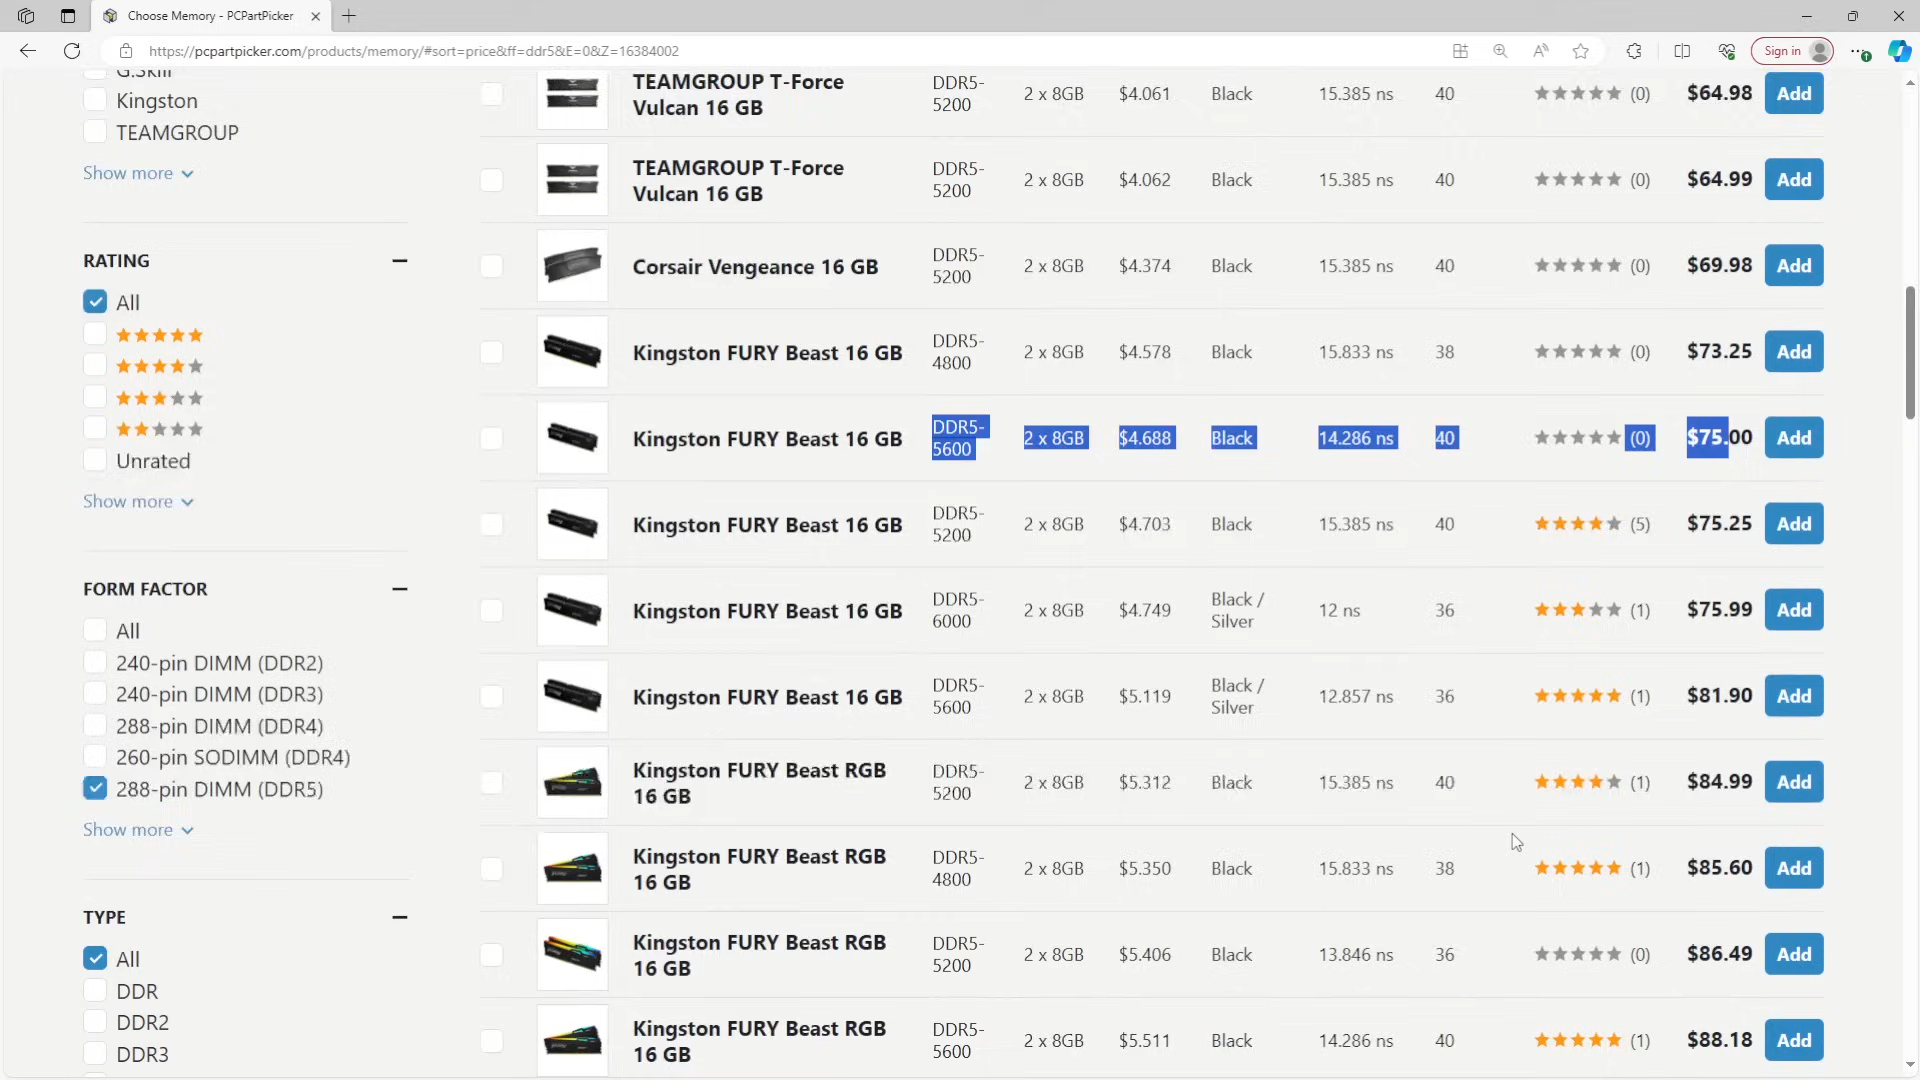 Choose Memory - PCPartPicker
https://pcpartpicker.com/products/memory/#sort=price&ff=ddr5&E=0&Z=16384002
Sign in
G.Skill
Kingston
TEAMGROUP
Show more
RATING
All
Unrated
Show more
FORM FACTOR
All
240-pin DIMM (DDR2)
240-pin DIMM (DDR3)
288-pin DIMM (DDR4)
260-pin SODIMM (DDR4)
288-pin DIMM (DDR5)
Show more
TYPE
All
DDR
DDR2
DDR3
TEAMGROUP T-Force
Vulcan 16 GB
DDR5-
5200
2 x 8GB $4.061 Black 15.385 ns 40 (0) $64.98 Add
TEAMGROUP T-Force
Vulcan 16 GB
DDR5-
5200
2 x 8GB $4.062 Black 15.385 ns 40 (0) $64.99 Add
Corsair Vengeance 16 GB
DDR5-
5200
2 x 8GB $4.374 Black 15.385 ns 40 (0) $69.98 Add
Kingston FURY Beast 16 GB
DDR5-
4800
2 x 8GB $4.578 Black 15.833 ns 38 (0) $73.25 Add
Kingston FURY Beast 16 GB
DDR5-
5600
2 x 8GB $4.688 Black 14.286 ns 40 (0) $75.00 Add
Kingston FURY Beast 16 GB
DDR5-
5200
2 x 8GB $4.703 Black 15.385 ns 40 (5) $75.25 Add
Kingston FURY Beast 16 GB
DDR5-
6000
2 x 8GB $4.749
Black /
Silver
12 ns 36 (1) $75.99 Add
Kingston FURY Beast 16 GB
DDR5-
5600
2 x 8GB $5.119
Black /
Silver
12.857 ns 36 (1) $81.90 Add
Kingston FURY Beast RGB
16 GB
DDR5-
5200
2 x 8GB $5.312 Black 15.385 ns 40 (1) $84.99 Add
Kingston FURY Beast RGB
16 GB
DDR5-
4800
2 x 8GB $5.350 Black 15.833 ns 38 (1) $85.60 Add
Kingston FURY Beast RGB
16 GB
DDR5-
5200
2 x 8GB $5.406 Black 13.846 ns 36 (0) $86.49 Add
Kingston FURY Beast RGB
16 GB
DDR5-
5600
2 x 8GB $5.511 Black 14.286 ns 40 (1) $88.18 Add